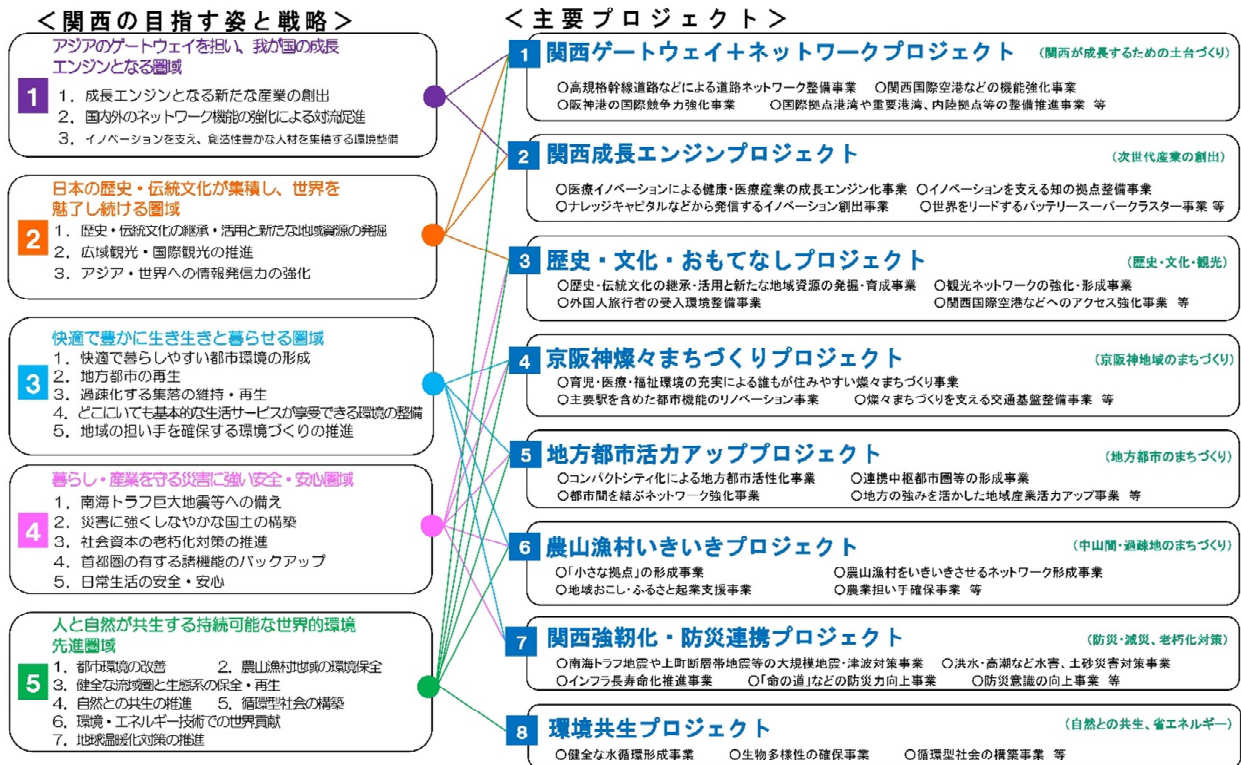 ＜関西の目指す姿と戦略＞
アジアのゲートウェイを担い、我が国の成長
エンジンとなる圏域
1
１．成長エンジンとなる新たな産業の創出
２．国内外のネットワーク機能の強化による対流促進
３．イノベーションを支え、創造性豊かな人材を集積する環境整備
日本の歴史・伝統文化が集積し、世界を
魅了し続ける圏域
2
１．歴史・伝統文化の継承・活用と新たな地域資源の発掘
２．広域観光・国際観光の推進
３．アジア・世界への情報発信力の強化
快適で豊かに生き生きと暮らせる圏域
3
１．快適で暮らしやすい都市環境の形成
２．地方都市の再生
３．過疎化する集落の維持・再生
４．どこにいても基本的な生活サービスが享受できる環境の整備
５．地域の担い手を確保する環境づくりの推進
暮らし・産業を守る災害に強い安全・安心圏域
4
１．南海トラフ巨大地震等への備え
２．災害に強くしなやかな国土の構築
３．社会資本の老朽化対策の推進
４．首都圏の有する諸機能のバックアップ
５．日常生活の安全・安心
人と自然が共生する持続可能な世界的環境
先進圏域
5
１．都市環境の改善　２．農山漁村地域の環境保全
３．健全な流域圏と生態系の保全・再生
４．自然との共生の推進　５．循環型社会の構築
６．環境・エネルギー技術での世界貢献
７．地球温暖化対策の推進
＜主要プロジェクト＞
1 関西ゲートウェイ＋ネットワークプロジェクト （関西が成長するための土台づくり）
○高規格幹線道路などによる道路ネットワーク整備事業　○関西国際空港などの機能強化事業
○阪神港の国際競争力強化事業　○国際拠点港湾や重要港湾、内陸拠点等の整備推進事業 等
2 関西成長エンジンプロジェクト （次世代産業の創出）
○医療イノベーションによる健康・医療産業の成長エンジン化事業 ○イノベーションを支える知の拠点整備事業
○ナレッジキャピタルなどから発信するイノベーション創出事業　○世界をリードするバッテリースーパークラスター事業 等
3 歴史・文化・おもてなしプロジェクト （歴史・文化・観光）
○歴史・伝統文化の継承・活用と新たな地域資源の発掘・育成事業　○観光ネットワークの強化・形成事業
○外国人旅行者の受入環境整備事業　○関西国際空港などへのアクセス強化事業 等
4 京阪神燦々まちづくりプロジェクト （京阪神地域のまちづくり）
○育児・医療・福祉環境の充実による誰もが住みやすい燦々まちづくり事業
○主要駅を含めた都市機能のリノベーション事業　○燦々まちづくりを支える交通基盤整備事業 等
5 地方都市活力アッププロジェクト （地方都市のまちづくり）
○コンパクトシティ化による地方都市活性化事業　○連携中枢都市圏等の形成事業
○都市間を結ぶネットワーク強化事業　○地方の強みを活かした地域産業活力アップ事業 等
6 農山漁村いきいきプロジェクト （中山間・過疎地のまちづくり）
○「小さな拠点」の形成事業　○農山漁村をいきいきさせるネットワーク形成事業
○地域おこし・ふるさと起業支援事業　○農業担い手確保事業 等
7 関西強靭化・防災連携プロジェクト （防災・減災、老朽化対策）
○南海トラフ地震や上町断層帯地震等の大規模地震・津波対策事業　○洪水・高潮など水害、土砂災害対策事業
○インフラ長寿命化推進事業　○「命の道」などの防災力向上事業　○防災意識の向上事業 等
8 環境共生プロジェクト （自然との共生、省エネルギー）
○健全な水循環形成事業　○生物多様性の確保事業　○循環型社会の構築事業 等